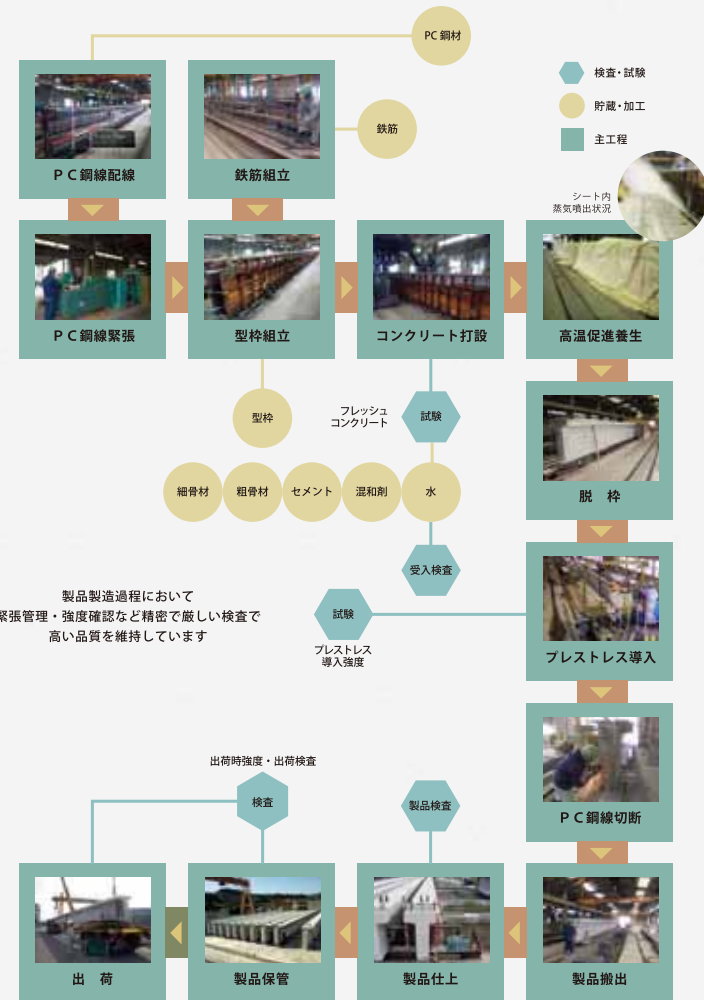 PC 鋼材
検査・試験
貯蔵・加工
主工程
鉄筋
ＰＣ鋼線配線
鉄筋組立
シート内
蒸気噴出状況
ＰＣ鋼線緊張
型枠組立
コンクリート打設
高温促進養生
型枠
フレッシュ
コンクリート
試験
細骨材
粗骨材
セメント
混和剤
水
脱　枠
受入検査
製品製造過程において
緊張管理・強度確認など精密で厳しい検査で
高い品質を維持しています
試験
プレストレス
導入強度
プレストレス導入
出荷時強度・出荷検査
検査
製品検査
ＰＣ鋼線切断
出　荷
製品保管
製品仕上
製品搬出